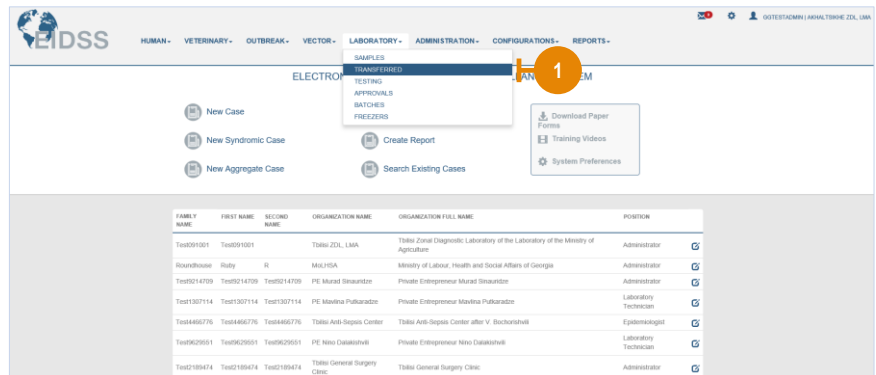 EIDSS
GGTESTADMIN | AKHALTSIKHE ZDL, LMA
HUMAN VETERINARY OUTBREAK VECTOR LABORATORY ADMINISTRATION CONFIGURATIONS REPORTS
SAMPLES
TRANSFERRED
TESTING
APPROVALS
BATCHES
FREEZERS
1
New Case
New Syndromic Case
New Aggregate Case
Create Report
Search Existing Cases
Download Paper
Forms
Training Videos
System Preferences
FAMILY NAME FIRST NAME SECOND NAME ORGANIZATION NAME ORGANIZATION FULL NAME POSITION
Test091001 Test091001 Tbilisi ZDL, LMA Tbilisi Zonal Diagnostic Laboratory of the Laboratory of the Ministry of Agriculture Administrator
Roundhouse Ruby R MoLHSA Ministry of Labour, Health and Social Affairs of Georgia Administrator
Test9214709 Test9214709 Test9214709 PE Murad Sinauridze Private Entrepreneur Murad Sinauridze Administrator
Test1307114 Test1307114 Test1307114 PE Mavlina Putkaradze Private Entrepreneur Mavlina Putkaradze Laboratory Technician
Test4466776 Test4466776 Test4466776 Tbilisi Anti-Sepsis Center Tbilisi Anti-Sepsis Center after V. Bochorishvili Epidemiologist
Test9629551 Test9629551 Test9629551 PE Nino Dalakishvili Private Entrepreneur Nino Dalakishvili Laboratory Technician
Test2189474 Test2189474 Test2189474 Tbilisi General Surgery Clinic Tbilisi General Surgery Clinic Administrator